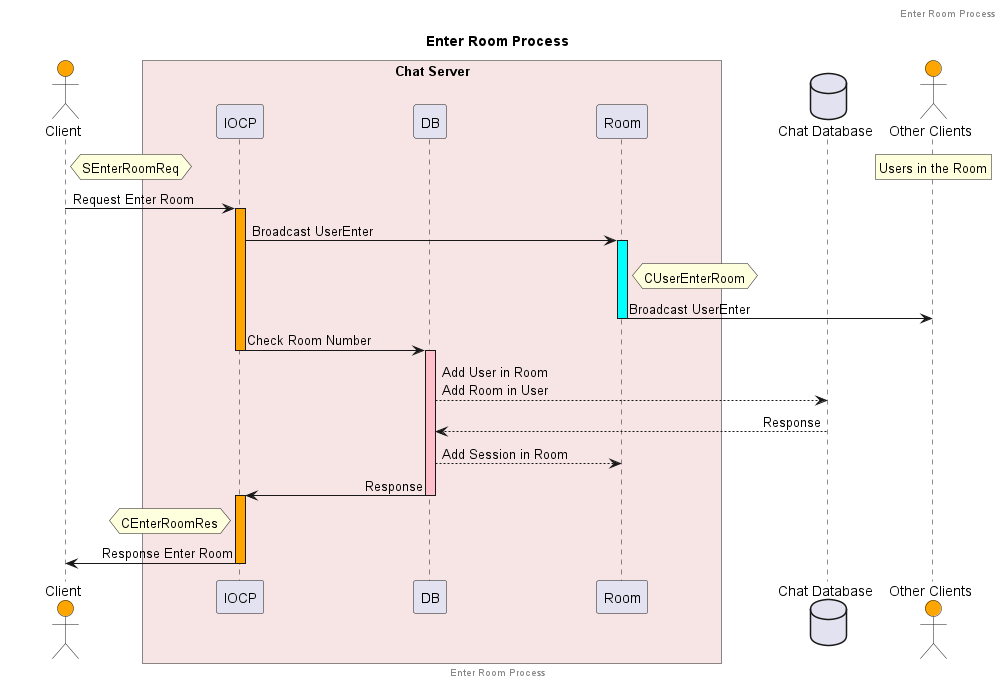 Enter Room Process
Enter Room Process
Chat Server
Client
IOCP
DB
Room
Chat Database
Other Clients
SEnterRoomReq
Users in the Room
Request Enter Room
Broadcast UserEnter
CUserEnterRoom
Broadcast UserEnter
Check Room Number
Add User in Room
Add Room in User
Response
Add Session in Room
Response
CEnterRoomRes
Response Enter Room
Client
IOCP
DB
Room
Chat Database
Other Clients
Enter Room Process